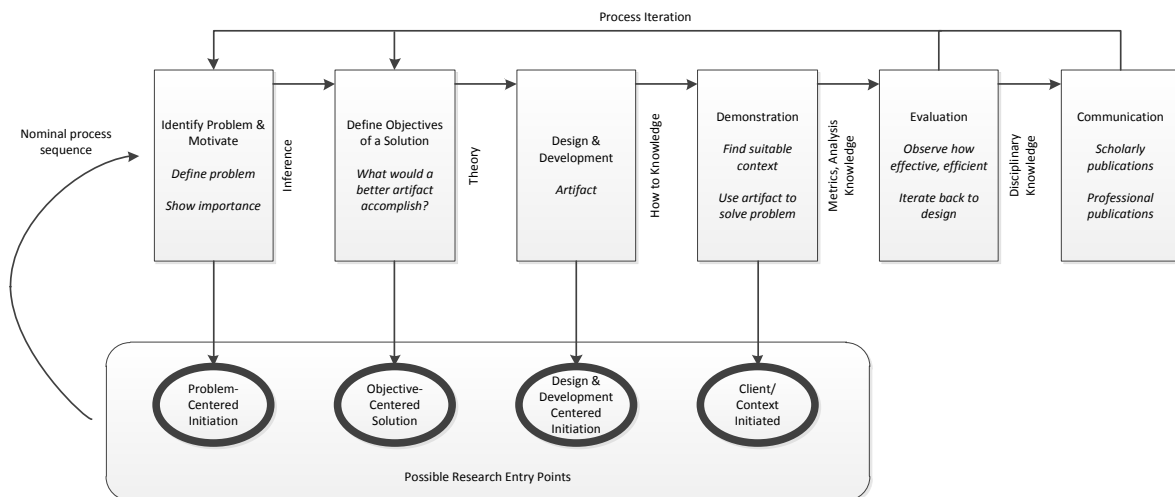 Process Iteration
Nominal process
sequence
Identify Problem &
Motivate
Define problem
Show importance
Inference
Define Objectives
of a Solution
What would a
better artifact
accomplish?
Theory
Design &
Development
Artifact
How to Knowledge
Demonstration
Find suitable
context
Use artifact to
solve problem
Metrics, Analysis
Knowledge
Evaluation
Observe how
effective, efficient
Iterate back to
design
Disciplinary
Knowledge
Communication
Scholarly
publications
Professional
publications
Problem-
Centered
Initiation
Objective-
Centered
Solution
Design &
Development
Centered
Initiation
Client/
Context
Initiated
Possible Research Entry Points